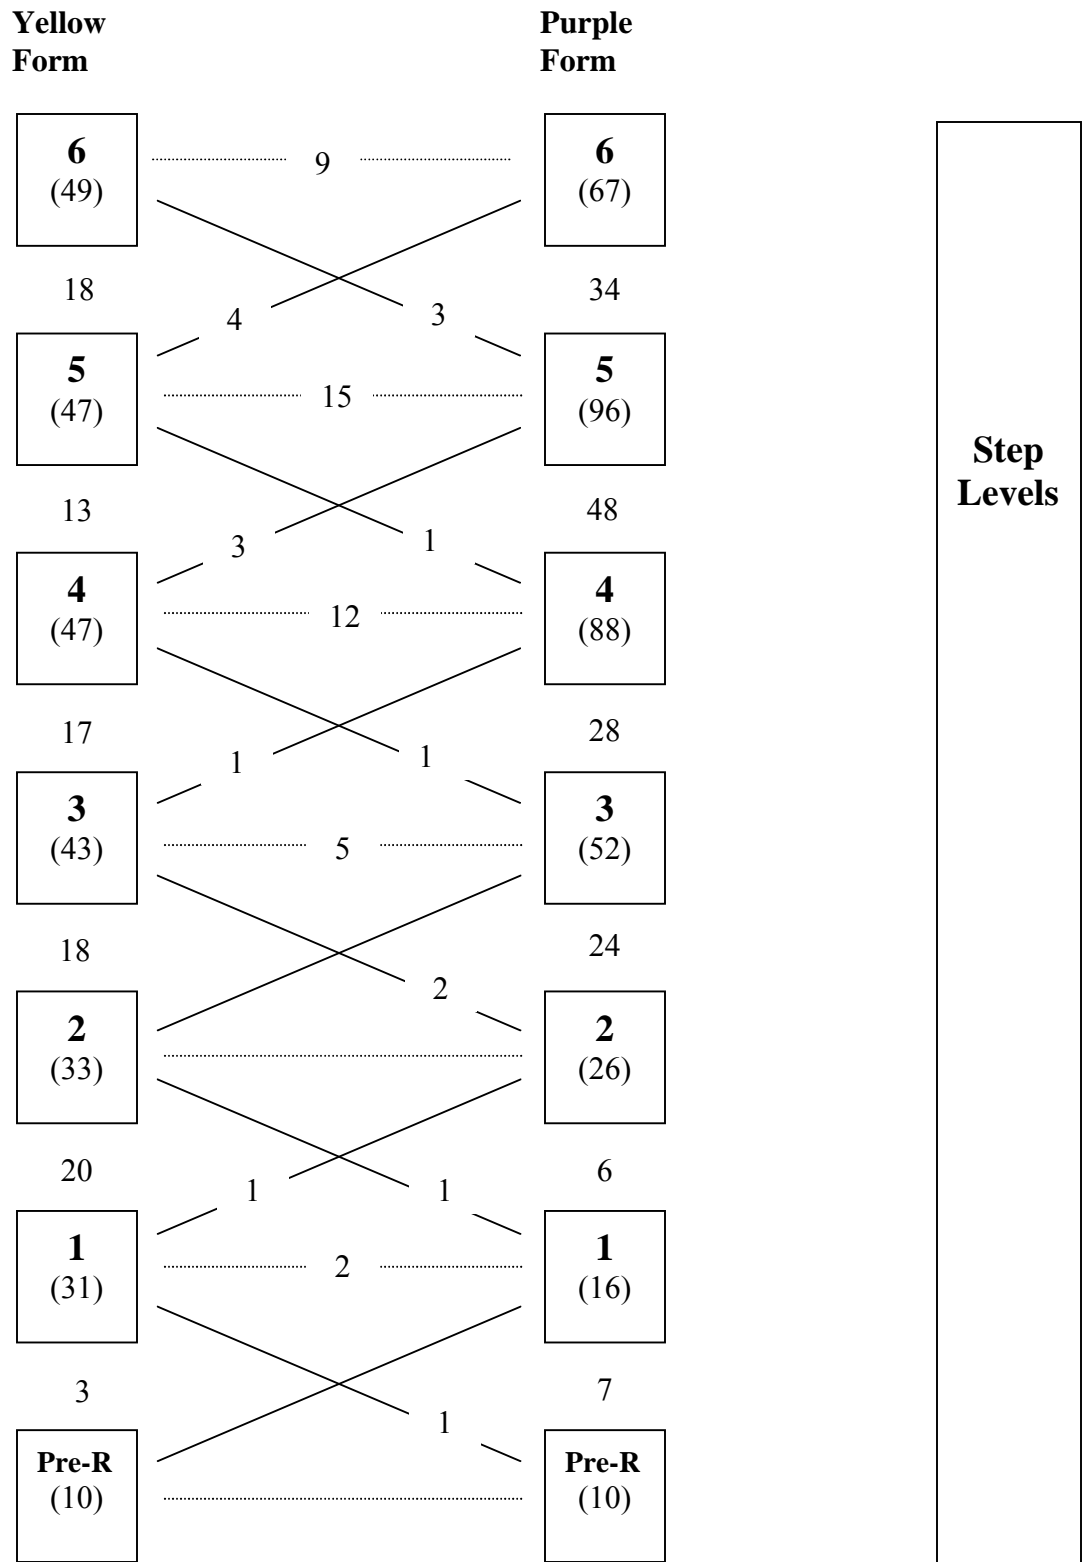 Yellow Purple
Form Form
6 9 6
(49) (67)
18 34
4 3
5 15 5
(47) (96)
Step
Levels
13 48
3 1
4 12 4
(47) (88)
17 28
1 1
3 5 3
(43) (52)
18 24
2
2 2
(33) (26)
20 6
1 1
1 2 1
(31) (16)
3 7
1
Pre-R Pre-R
(10) (10)